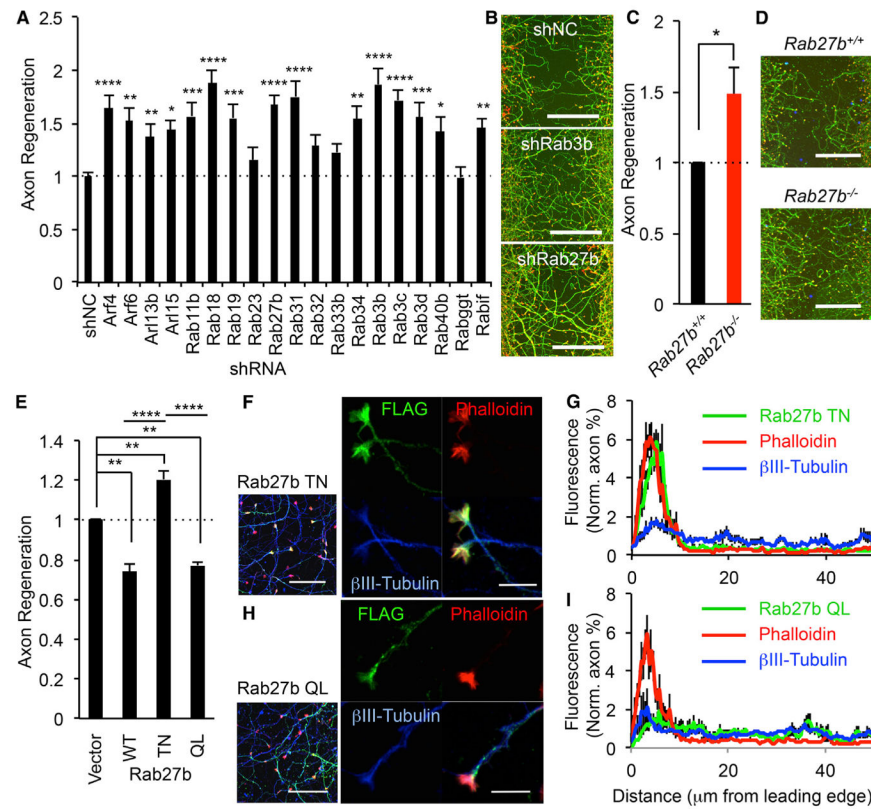 A
Axon Regeneration
2.5
2
1.5
1
0.5
0
**** ** ** * *** **** *** **** **** ** **** **** *** * **
shNC Arf4 Arf6 Arl13b Arl15 Rab11b Rab18 Rab19 Rab23 Rab27b Rab31 Rab32 Rab33b Rab34 Rab3b Rab3c Rab3d Rab40b Rabggt Rabif
shRNA
B
shNC
shRab3b
shRab27b
C
Axon Regeneration
2
1.5
1
0.5
0
*
Rab27b+/+ Rab27b-/-
D
Rab27b+/+
Rab27b-/-
E
Axon Regeneration
1.4
1.2
1
0.8
0.6
0.4
0.2
0
**** ****
**
**
**
Vector WT TN QL
Rab27b
F
Rab27b TN
FLAG Phalloidin
βIII-Tubulin
G
Fluorescence
(Norm. axon %)
8
6
4
2
0
Rab27b TN
Phalloidin
βIII-Tubulin
0 20 40
H
Rab27b QL
FLAG Phalloidin
βIII-Tubulin
I
Fluorescence
(Norm. axon %)
8
6
4
2
0
Rab27b QL
Phalloidin
βIII-Tubulin
0 20 40
Distance (μm from leading edge)